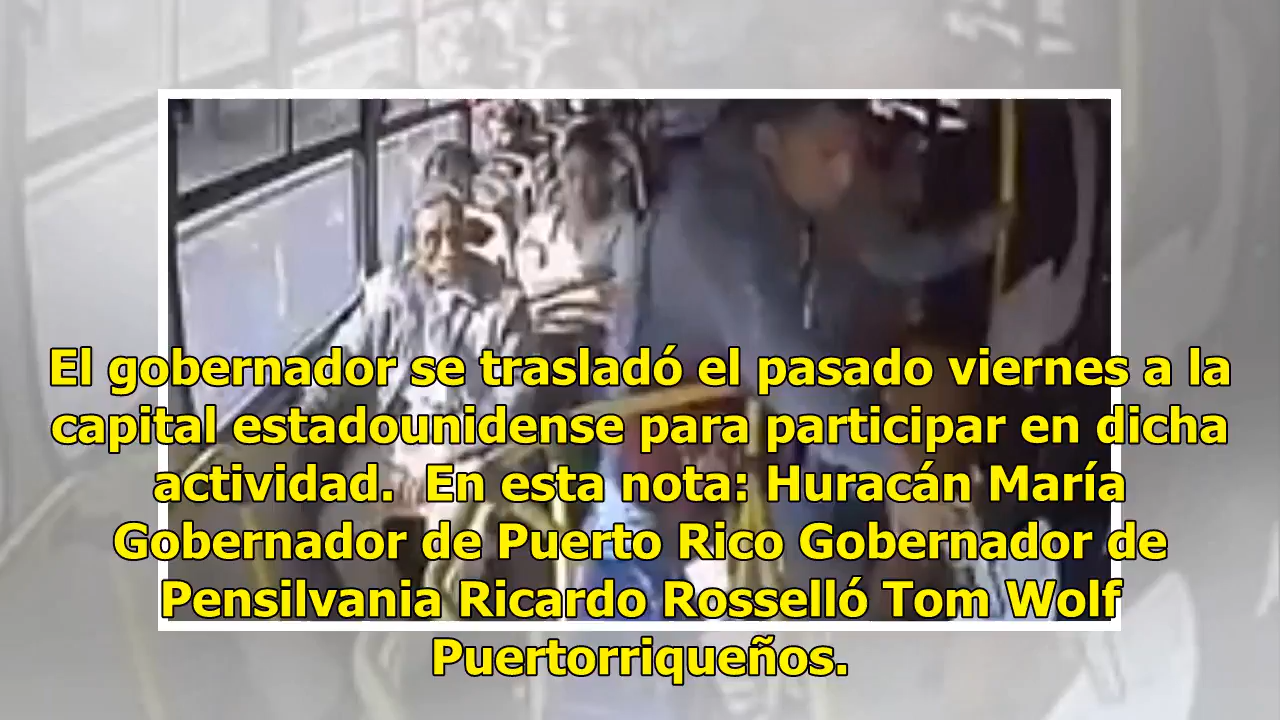 El gobernador se trasladó el pasado viernes a la
capital estadounidense para participar en dicha
actividad.  En esta nota: Huracán María
Gobernador de Puerto Rico Gobernador de
Pensilvania Ricardo Rosselló Tom Wolf
Puertorriqueños.